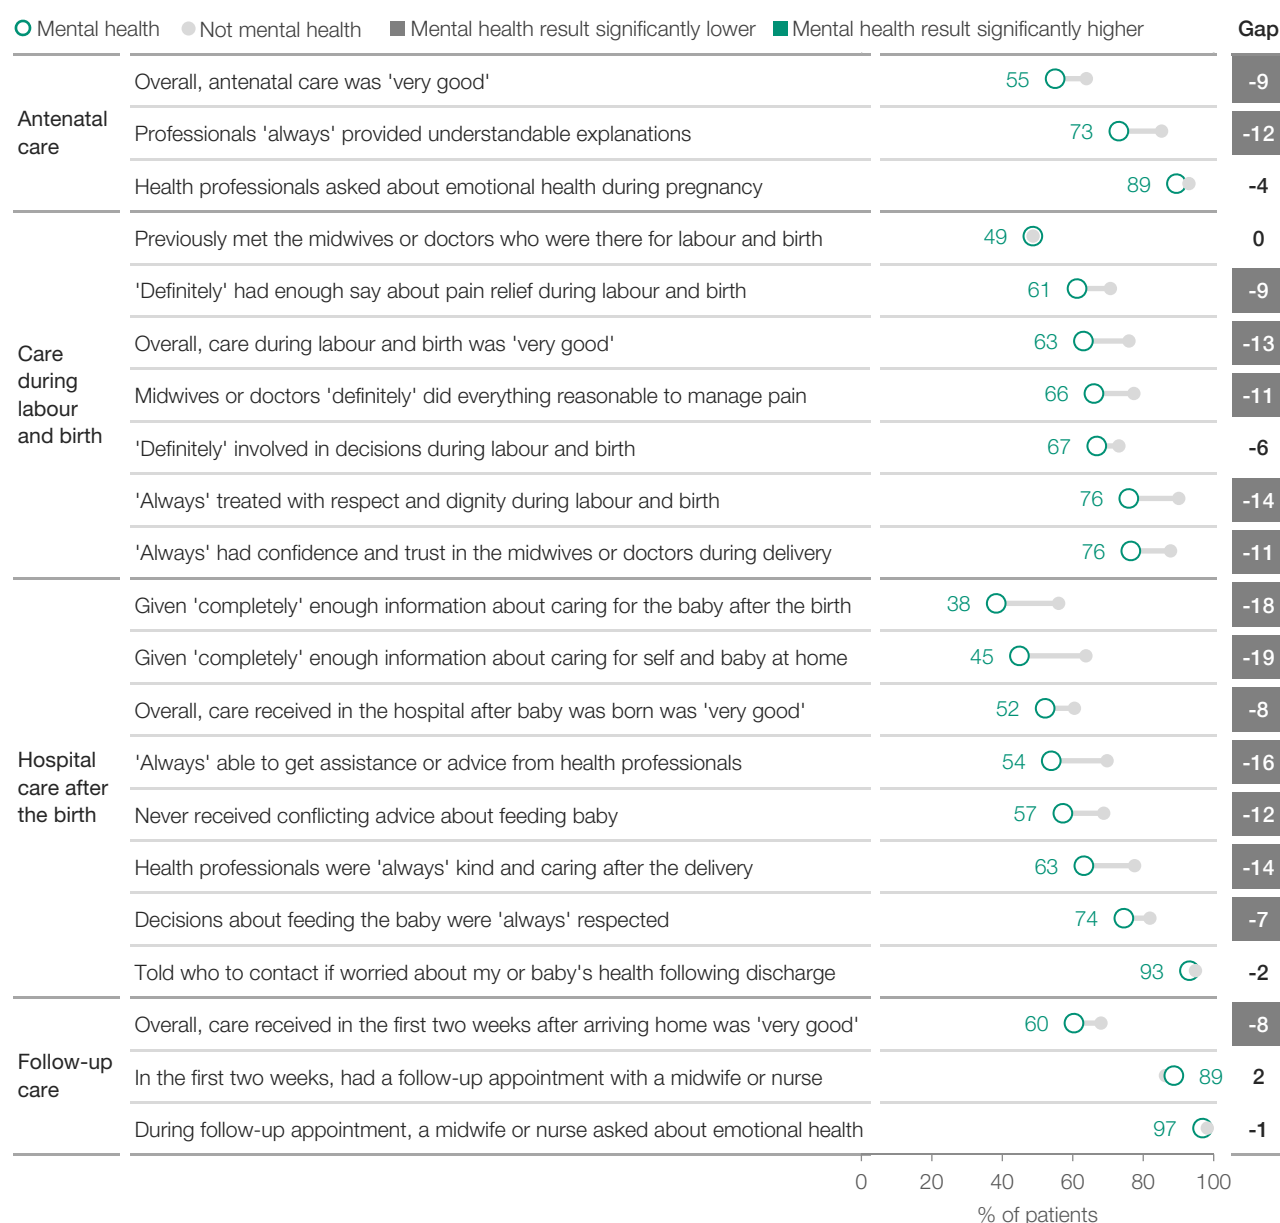 Mental health Not mental health Mental health result significantly lower Mental health result significantly higher Gap
Antenatal
care
Overall, antenatal care was 'very good' 55 -9
Professionals 'always' provided understandable explanations 73 -12
Health professionals asked about emotional health during pregnancy 89 -4
Care
during
labour
and birth
Previously met the midwives or doctors who were there for labour and birth 49 0
'Definitely' had enough say about pain relief during labour and birth 61 -9
Overall, care during labour and birth was 'very good' 63 -13
Midwives or doctors 'definitely' did everything reasonable to manage pain 66 -11
'Definitely' involved in decisions during labour and birth 67 -6
'Always' treated with respect and dignity during labour and birth 76 -14
'Always' had confidence and trust in the midwives or doctors during delivery 76 -11
Hospital
care after
the birth
Given 'completely' enough information about caring for the baby after the birth 38 -18
Given 'completely' enough information about caring for self and baby at home 45 -19
Overall, care received in the hospital after baby was born was 'very good' 52 -8
'Always' able to get assistance or advice from health professionals 54 -16
Never received conflicting advice about feeding baby 57 -12
Health professionals were 'always' kind and caring after the delivery 63 -14
Decisions about feeding the baby were 'always' respected 74 -7
Told who to contact if worried about my or baby's health following discharge 93 -2
Follow-up
care
Overall, care received in the first two weeks after arriving home was 'very good' 60 -8
In the first two weeks, had a follow-up appointment with a midwife or nurse 89 2
During follow-up appointment, a midwife or nurse asked about emotional health 97 -1
0 20 40 60 80 100
% of patients